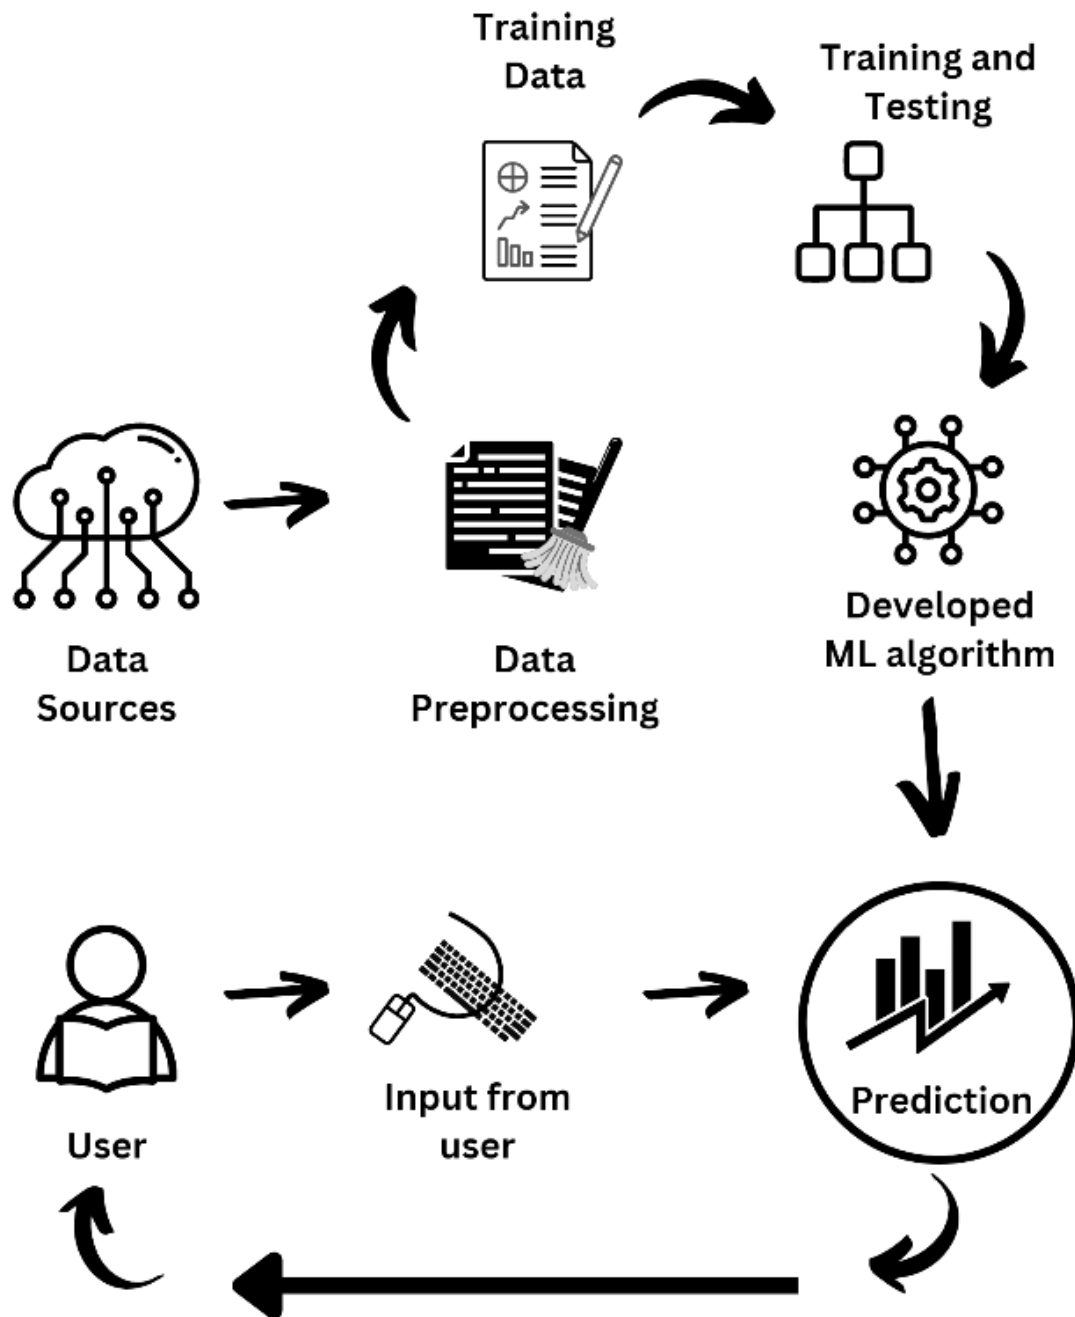 Training
Data
Training and
Testing
Data
Sources
Data
Preprocessing
Developed
ML algorithm
User
Input from
user
Prediction